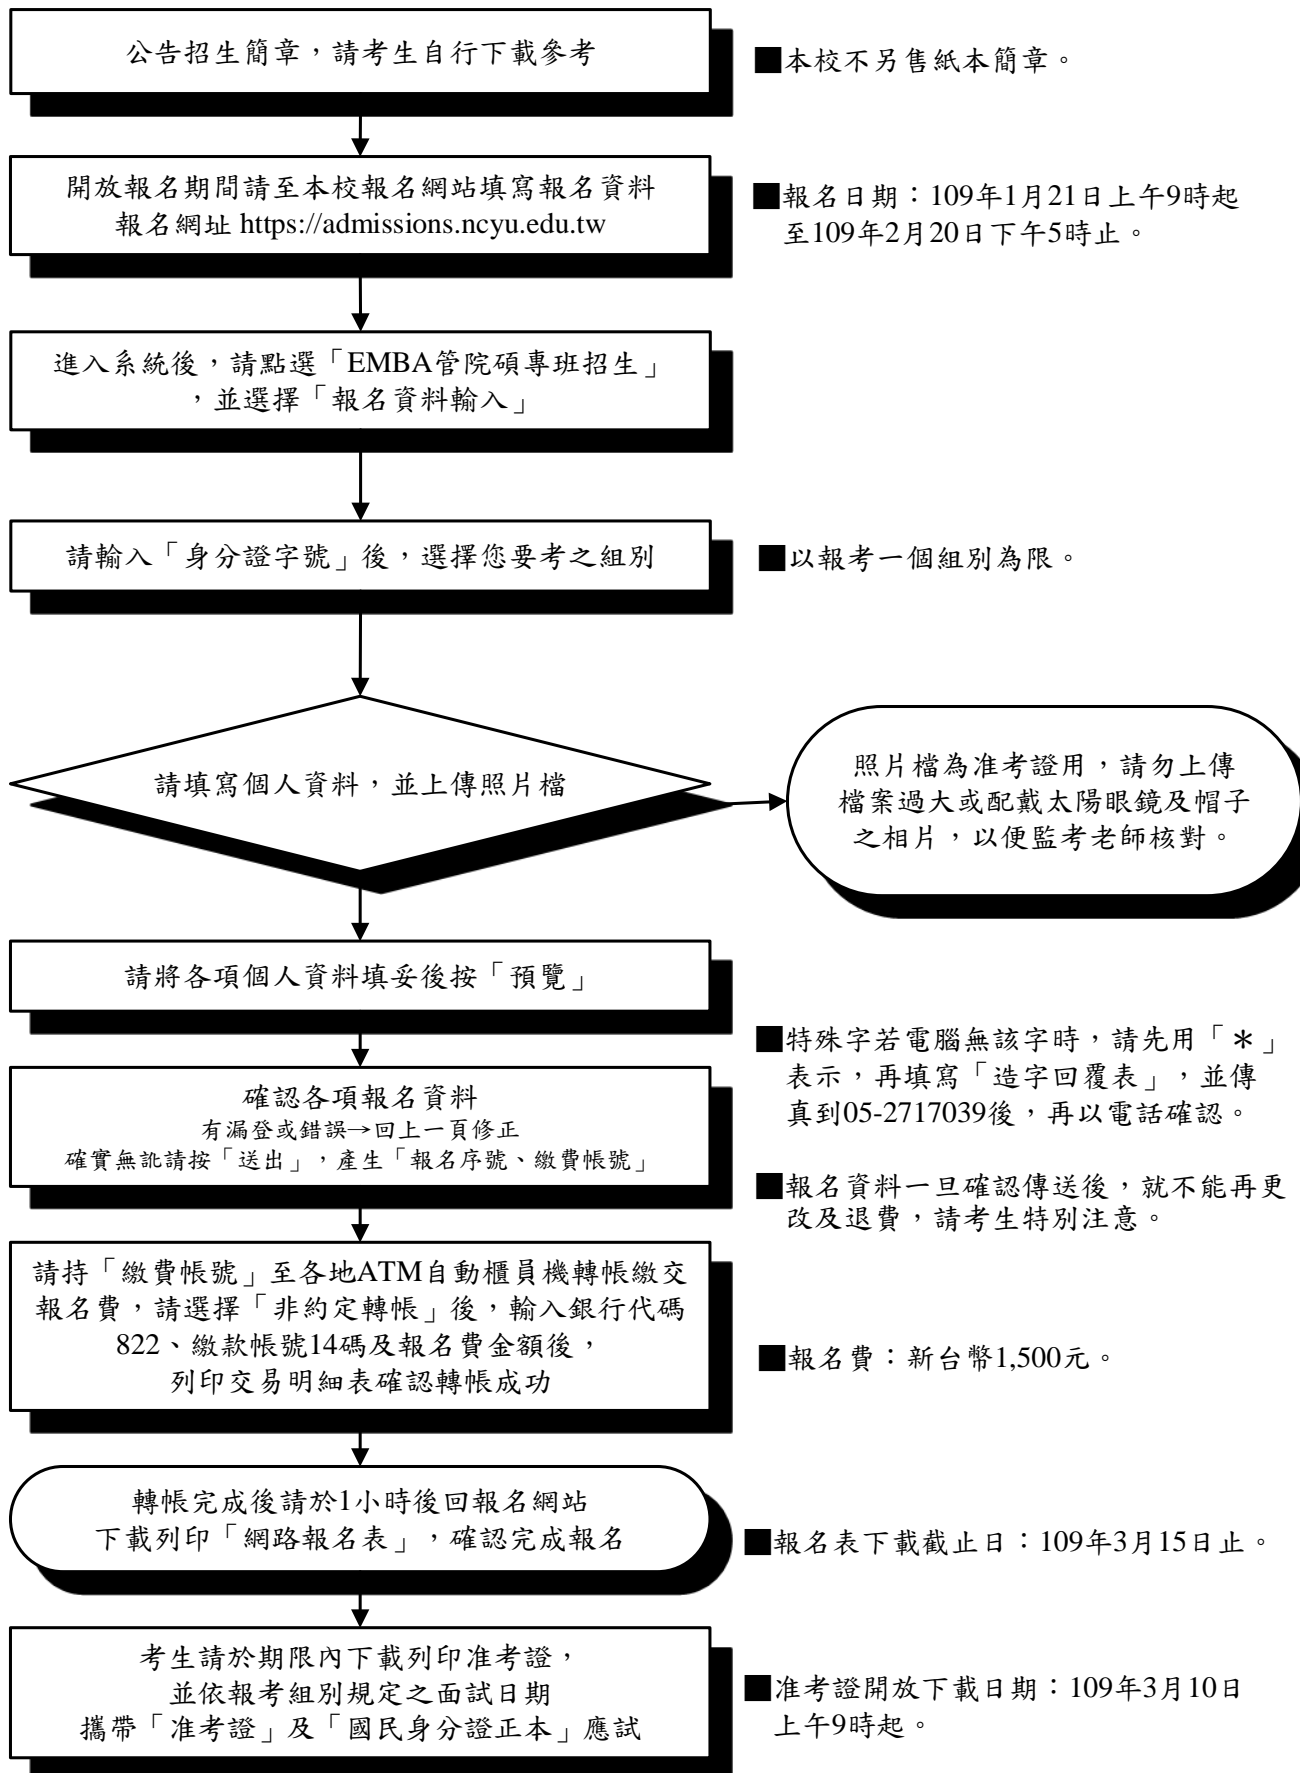 公告招生簡章，請考生自行下載參考
■本校不另售紙本簡章。
開放報名期間請至本校報名網站填寫報名資料
報名網址 https://admissions.ncyu.edu.tw
■報名日期：109年1月21日上午9時起
至109年2月20日下午5時止。
進入系統後，請點選「EMBA管院碩專班招生」
，並選擇「報名資料輸入」
請輸入「身分證字號」後，選擇您要考之組別
■以報考一個組別為限。
請填寫個人資料，並上傳照片檔
照片檔為准考證用，請勿上傳
檔案過大或配戴太陽眼鏡及帽子
之相片，以便監考老師核對。
請將各項個人資料填妥後按「預覽」
確認各項報名資料
有漏登或錯誤→回上一頁修正
確實無訛請按「送出」，產生「報名序號、繳費帳號」
■特殊字若電腦無該字時，請先用「＊」
表示，再填寫「造字回覆表」，並傳
真到05-2717039後，再以電話確認。
■報名資料一旦確認傳送後，就不能再更
改及退費，請考生特別注意。
請持「繳費帳號」至各地ATM自動櫃員機轉帳繳交
報名費，請選擇「非約定轉帳」後，輸入銀行代碼
822、繳款帳號14碼及報名費金額後，
列印交易明細表確認轉帳成功
■報名費：新台幣1,500元。
轉帳完成後請於1小時後回報名網站
下載列印「網路報名表」，確認完成報名
■報名表下載截止日：109年3月15日止。
考生請於期限內下載列印准考證，
並依報考組別規定之面試日期
攜帶「准考證」及「國民身分證正本」應試
■准考證開放下載日期：109年3月10日
上午9時起。